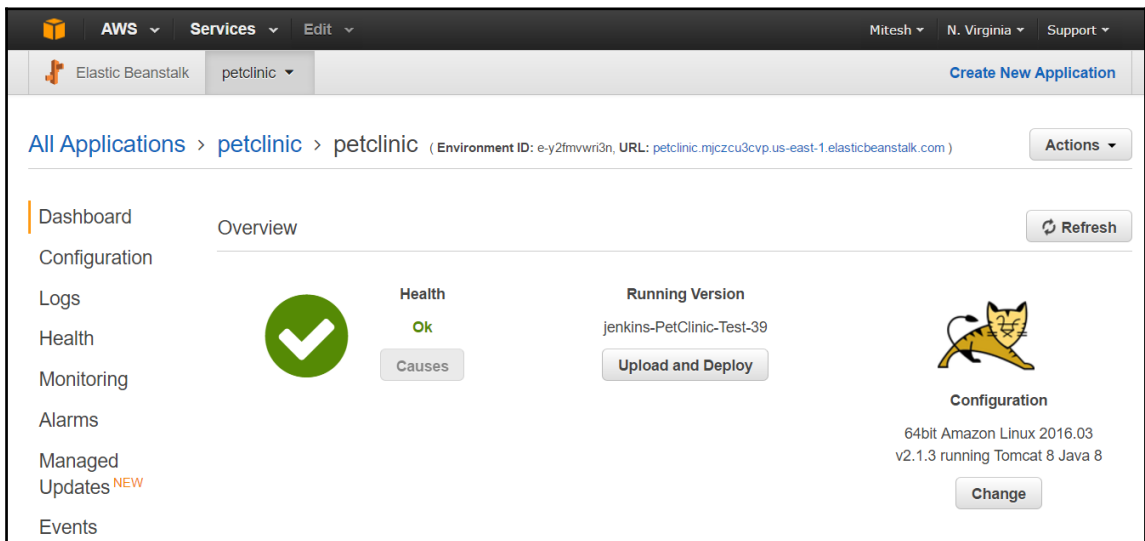 AWS Services Edit Mitesh N. Virginia Support
Elastic Beanstalk petclinic Create New Application
All Applications > petclinic > petclinic ( Environment ID: e-y2fmvwri3n, URL: petclinic.mjczcu3cvp.us-east-1.elasticbeanstalk.com ) Actions
Dashboard
Configuration
Logs
Health
Monitoring
Alarms
Managed
Updates NEW
Events
Overview
Refresh
Health
Ok
Causes
Running Version
jenkins-PetClinic-Test-39
Upload and Deploy
Configuration
64bit Amazon Linux 2016.03
v2.1.3 running Tomcat 8 Java 8
Change